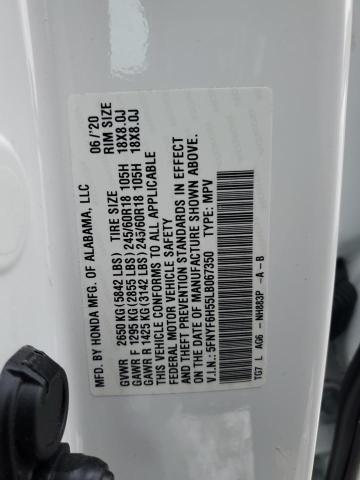 MFD. BY HONDA MFG. OF ALABAMA, LLC 06/'20
TIRE SIZE RIM SIZE
GVWR 2650 KG(5842 LBS)
GAWR F 1295 KG(2855 LBS) 245/60R18 105H 18X8.0J
GAWR R 1425 KG(3142 LBS) 245/60R18 105H 18X8.0J
THIS VEHICLE CONFORMS TO ALL APPLICABLE
FEDERAL MOTOR VEHICLE SAFETY BUMPER
AND THEFT PREVENTION STANDARDS IN EFFECT
ON THE DATE OF MANUFACTURE SHOWN ABOVE.
V.I.N.: 5FNYF6H55LB067350 TYPE: MPV
TG7 L AG6 -NH883P -A-B